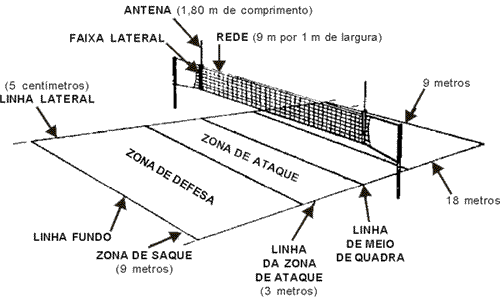 ANTENA (1,80 m de comprimento)
FAIXA LATERAL
REDE (9 m por 1 m de largura)
(5 centímetros)
LINHA LATERAL
9 metros
ZONA DE ATAQUE
ZONA DE DEFESA
18 metros
LINHA FUNDO
ZONA DE SAQUE
(9 metros)
LINHA
DA ZONA
DE ATAQUE
(3 metros)
LINHA
DE MEIO
DE QUADRA